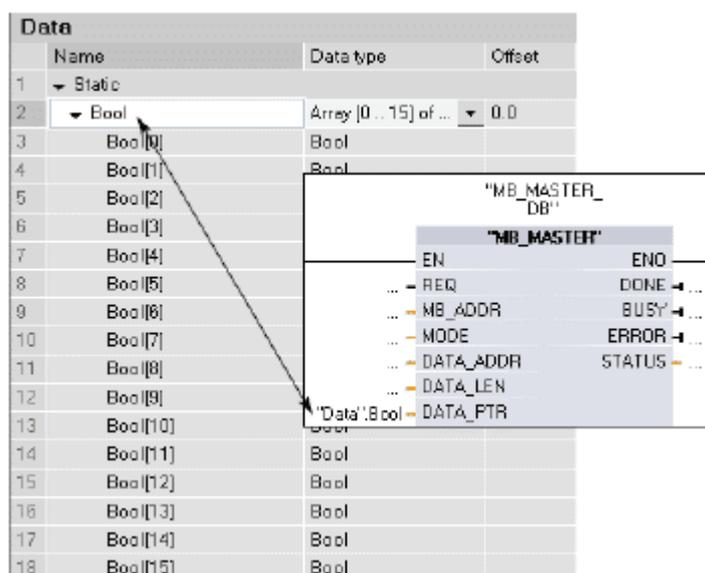 Data
Name Data type Offset
1 Static
2 Bool Array [0 .. 15] of ... 0.0
3 Bool[0] Bool
4 Bool[1] Bool
5 Bool[2]
6 Bool[3]
7 Bool[4]
8 Bool[5]
9 Bool[6]
10 Bool[7]
11 Bool[8]
12 Bool[9]
13 Bool[10] Bool
14 Bool[11] Bool
15 Bool[12] Bool
16 Bool[13] Bool
17 Bool[14] Bool
18 Bool[15] Bool
"MB_MASTER_
DB"
"MB_MASTER"
EN ENO
... REQ DONE ...
... MB_ADDR BUSY ...
... MODE ERROR ...
... DATA_ADDR STATUS ...
... DATA_LEN
"Data".Bool DATA_PTR